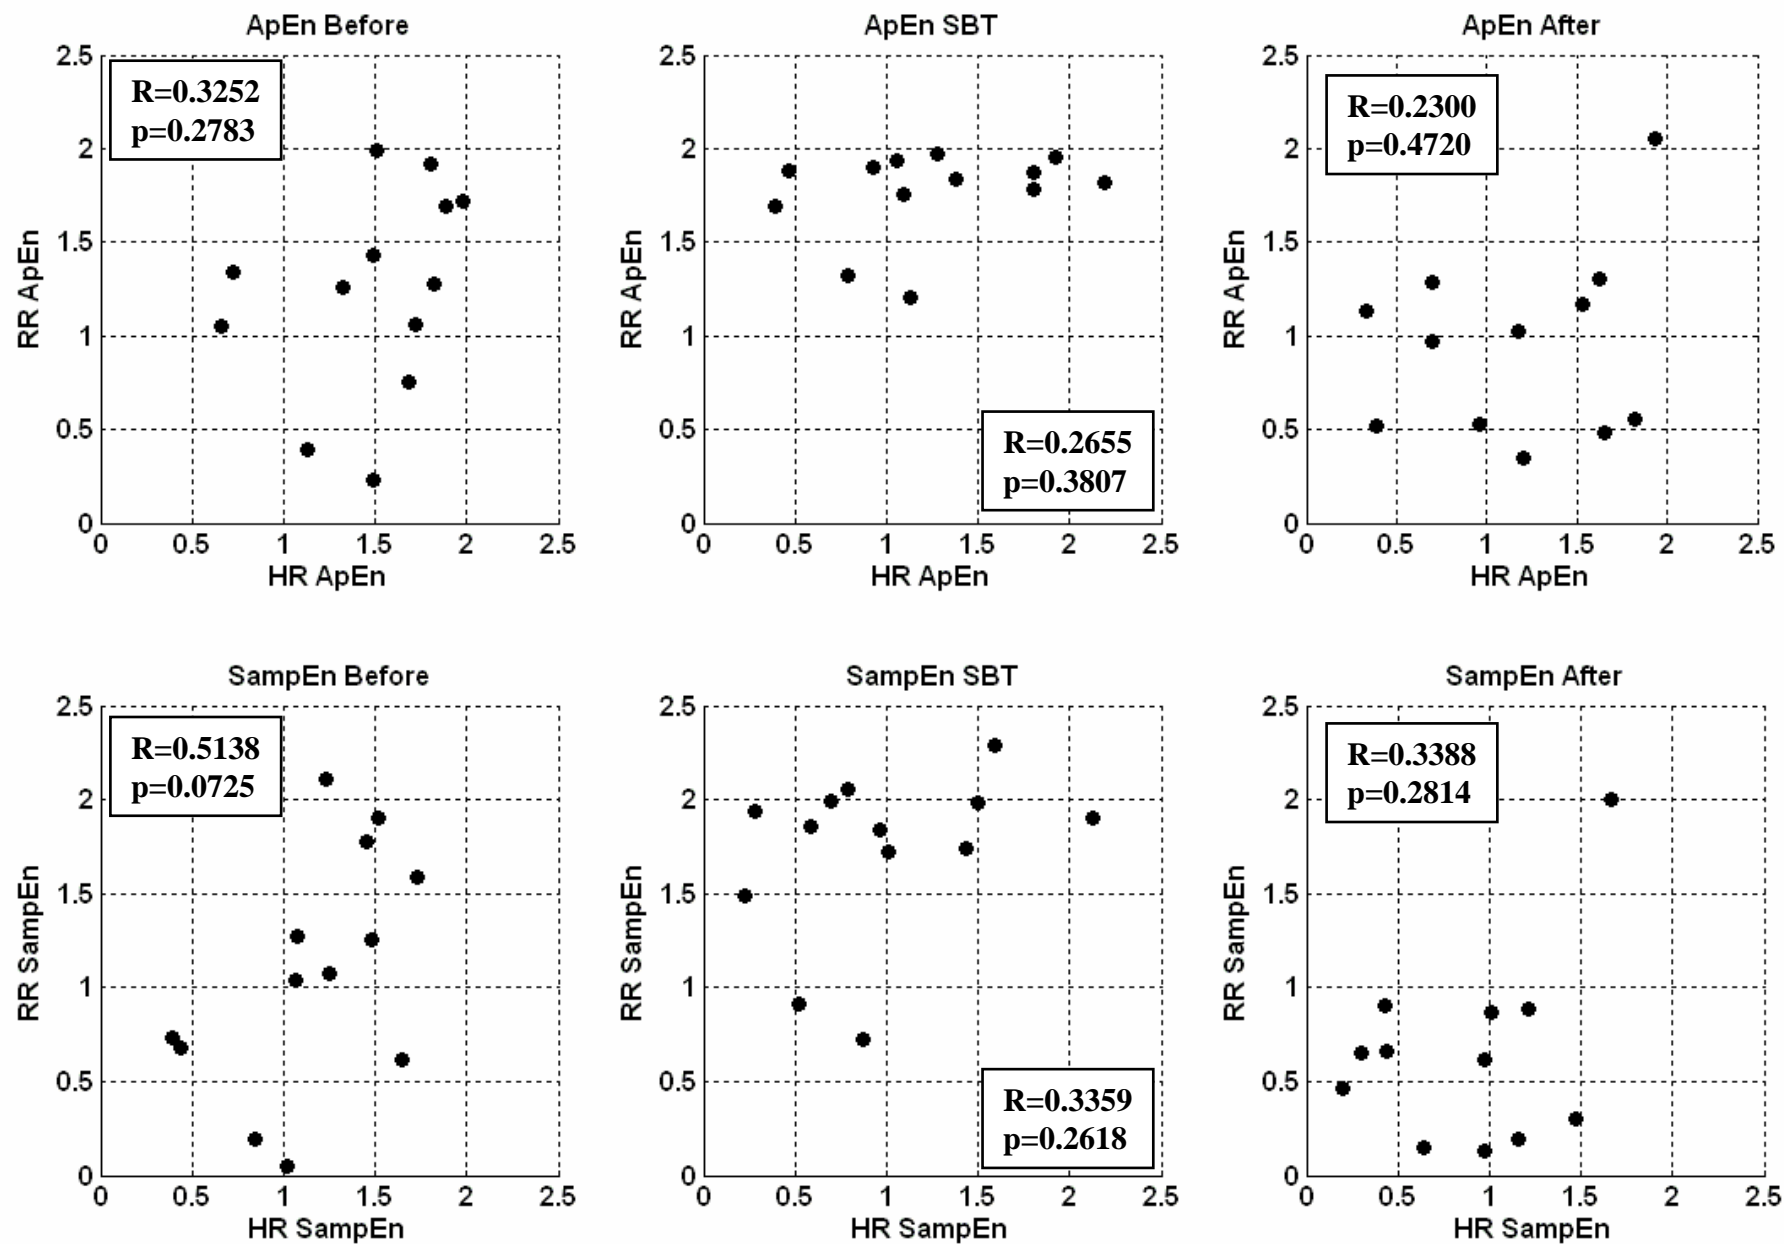 ApEn Before
R=0.3252
p=0.2783
2.5
2
1.5
1
0.5
0
0 0.5 1 1.5 2 2.5
RR ApEn
HR ApEn
ApEn SBT
2.5
2
1.5
1
0.5
0
R=0.2655
p=0.3807
0 0.5 1 1.5 2 2.5
RR ApEn
HR ApEn
ApEn After
R=0.2300
p=0.4720
2.5
2
1.5
1
0.5
0
0 0.5 1 1.5 2 2.5
RR ApEn
HR ApEn
SampEn Before
R=0.5138
p=0.0725
2.5
2
1.5
1
0.5
0
0 0.5 1 1.5 2 2.5
RR SampEn
HR SampEn
SampEn SBT
2.5
2
1.5
1
0.5
0
R=0.3359
p=0.2618
0 0.5 1 1.5 2 2.5
RR SampEn
HR SampEn
SampEn After
R=0.3388
p=0.2814
2.5
2
1.5
1
0.5
0
0 0.5 1 1.5 2 2.5
RR SampEn
HR SampEn